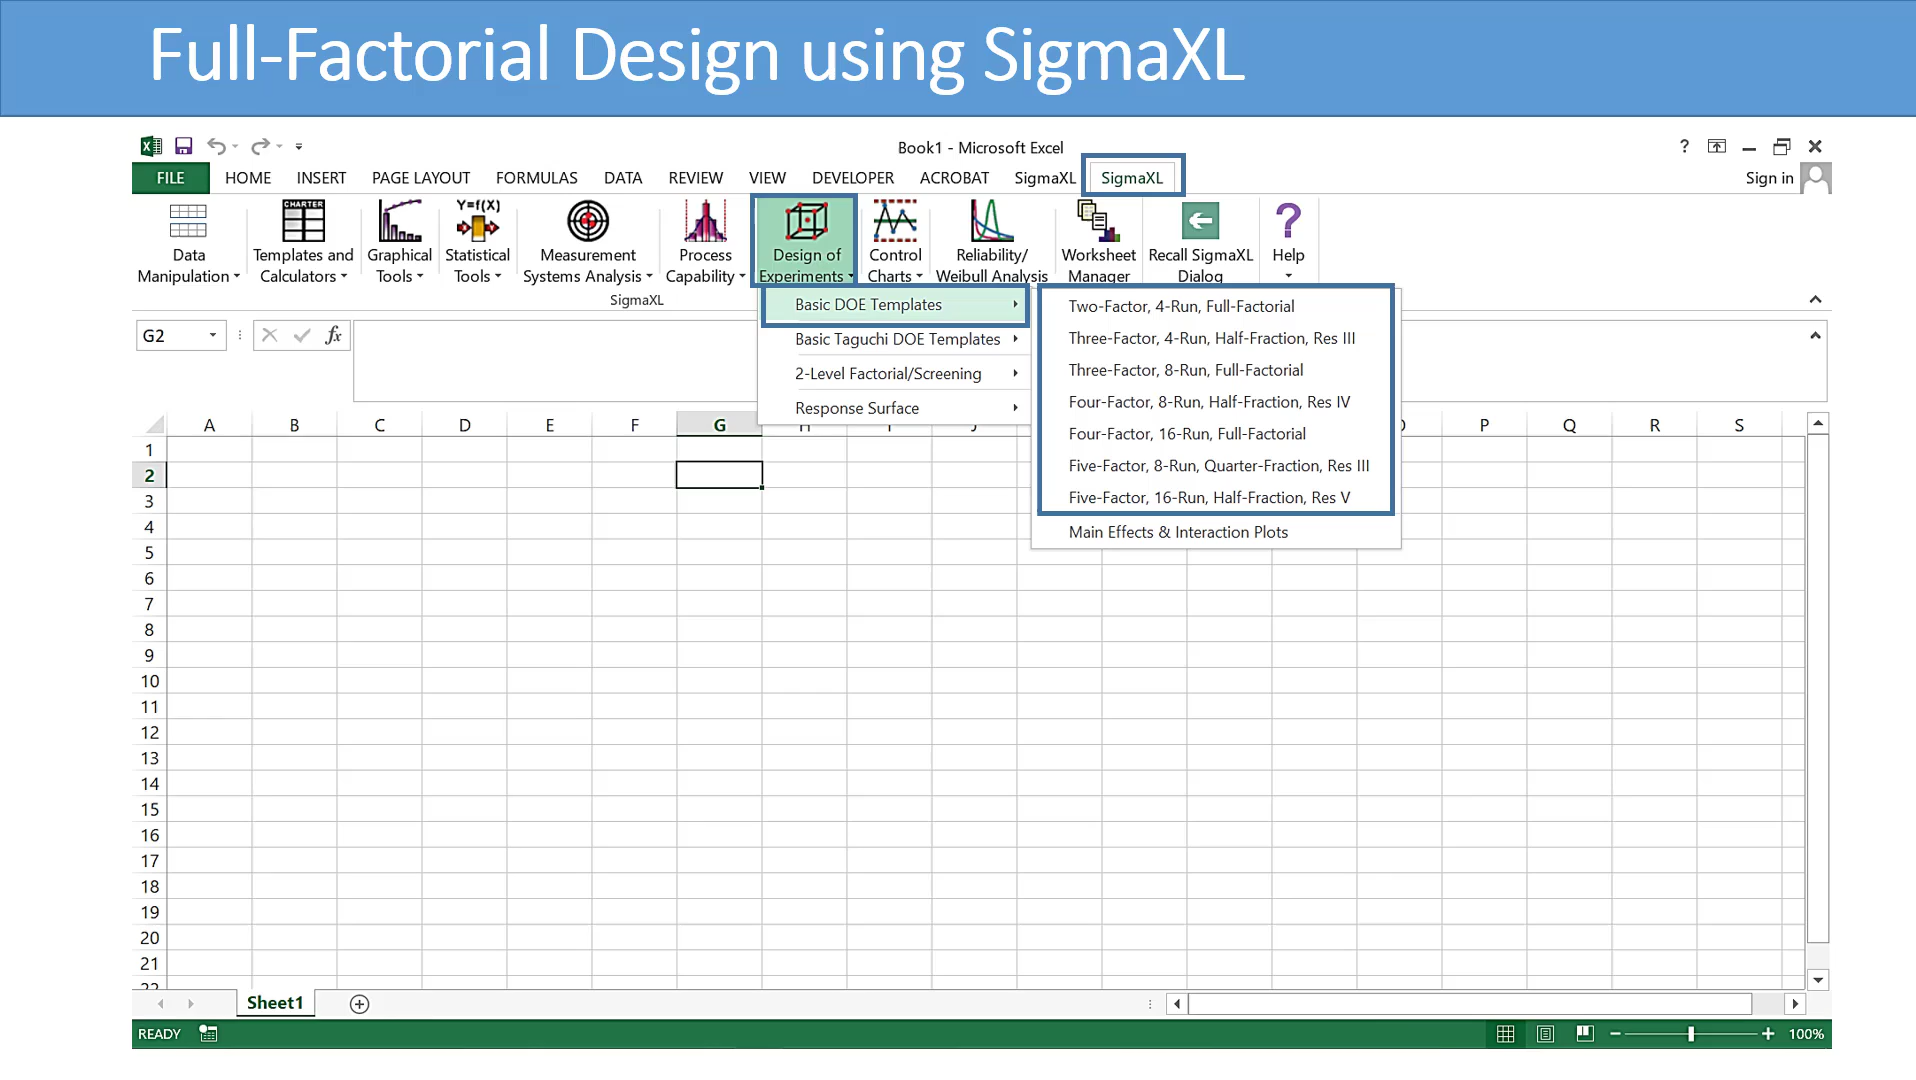 Full-Factorial Design using SigmaXL
Book1 - Microsoft Excel
?
FILE HOME INSERT PAGE LAYOUT FORMULAS DATA REVIEW VIEW DEVELOPER ACROBAT SigmaXL SigmaXL Sign in
CHARTER
Y=f(X)
Data Manipulation
Templates and Calculators
Graphical Tools
Statistical Tools
Measurement Systems Analysis
Process Capability
Design of Experiments
Control Charts
Reliability/ Weibull Analysis
Worksheet Manager
Recall SigmaXL Dialog
Help
SigmaXL
Basic DOE Templates
Basic Taguchi DOE Templates
2-Level Factorial/Screening
Response Surface
Two-Factor, 4-Run, Full-Factorial
Three-Factor, 4-Run, Half-Fraction, Res III
Three-Factor, 8-Run, Full-Factorial
Four-Factor, 8-Run, Half-Fraction, Res IV
Four-Factor, 16-Run, Full-Factorial
Five-Factor, 8-Run, Quarter-Fraction, Res III
Five-Factor, 16-Run, Half-Fraction, Res V
Main Effects & Interaction Plots
G2
fx
A B C D E F G P Q R S
1
2
3
4
5
6
7
8
9
10
11
12
13
14
15
16
17
18
19
20
21
22
Sheet1
READY
100%